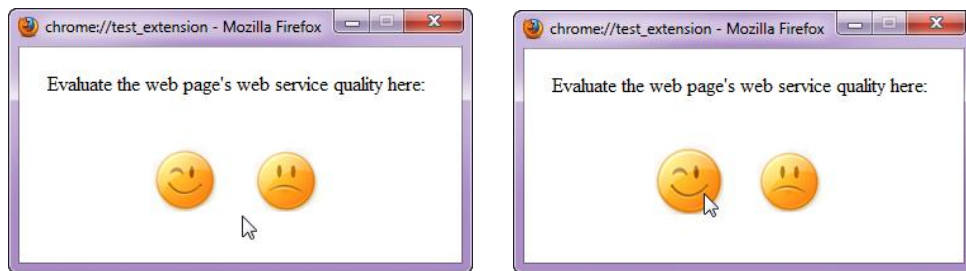 chrome://test_extension - Mozilla Firefox
Evaluate the web page's web service quality here:
chrome://test_extension - Mozilla Firefox
Evaluate the web page's web service quality here: